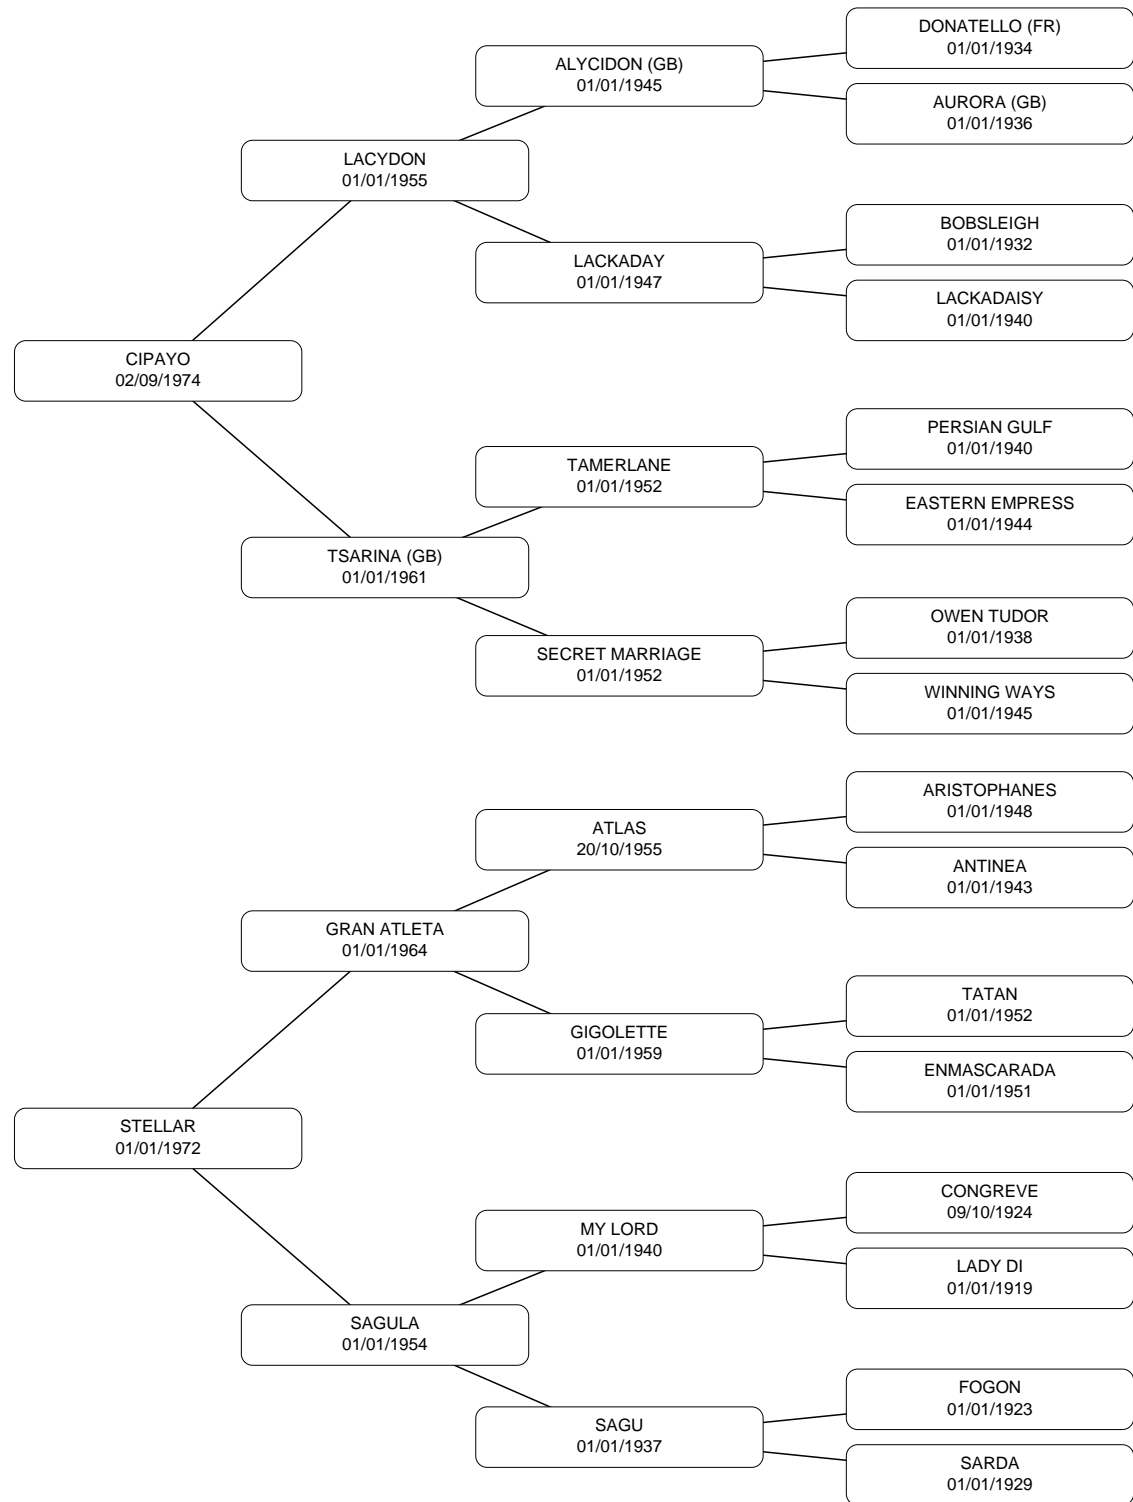 DONATELLO (FR)
01/01/1934
ALYCIDON (GB)
01/01/1945
AURORA (GB)
01/01/1936
LACYDON
01/01/1955
BOBSLEIGH
01/01/1932
LACKADAY
01/01/1947
LACKADAISY
01/01/1940
CIPAYO
02/09/1974
PERSIAN GULF
01/01/1940
TAMERLANE
01/01/1952
EASTERN EMPRESS
01/01/1944
TSARINA (GB)
01/01/1961
OWEN TUDOR
01/01/1938
SECRET MARRIAGE
01/01/1952
WINNING WAYS
01/01/1945
ARISTOPHANES
01/01/1948
ATLAS
20/10/1955
ANTINEA
01/01/1943
GRAN ATLETA
01/01/1964
TATAN
01/01/1952
GIGOLETTE
01/01/1959
ENMASCARADA
01/01/1951
STELLAR
01/01/1972
CONGREVE
09/10/1924
MY LORD
01/01/1940
LADY DI
01/01/1919
SAGULA
01/01/1954
FOGON
01/01/1923
SAGU
01/01/1937
SARDA
01/01/1929